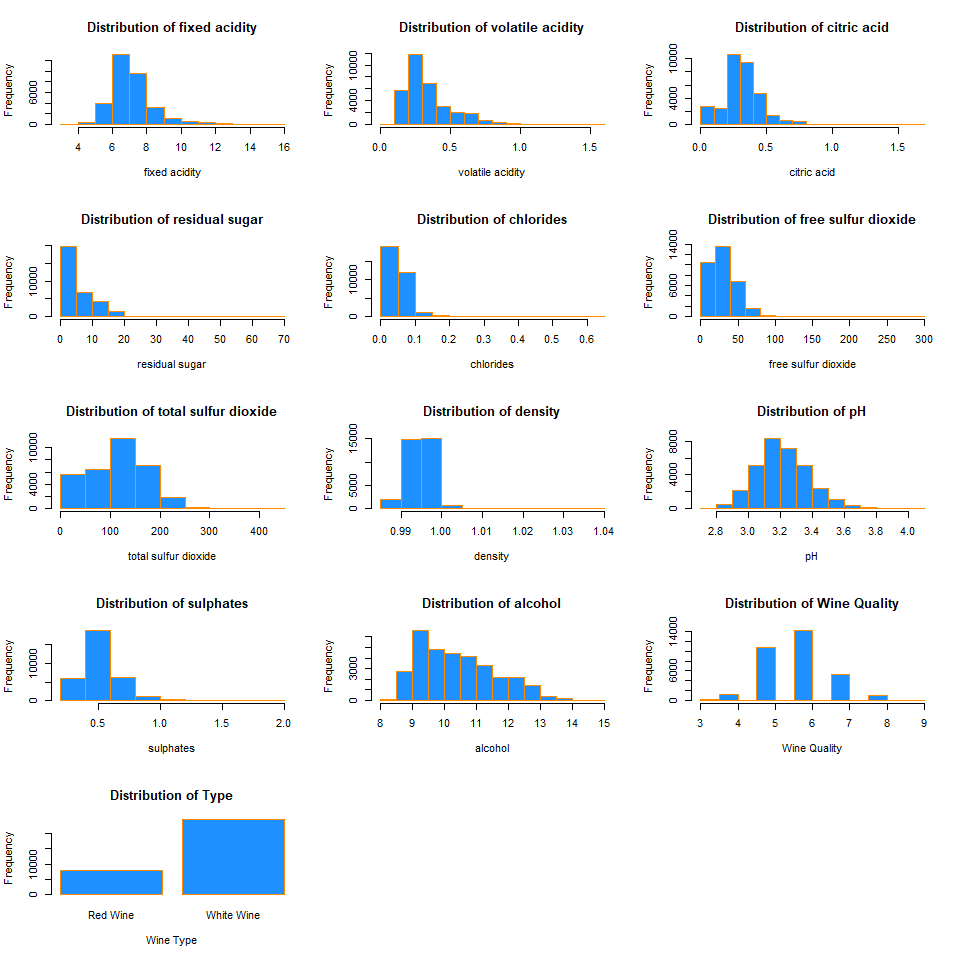 Distribution of fixed acidity
Frequency
0 6000
4 6 8 10 12 14 16
fixed acidity
Distribution of volatile acidity
Frequency
0 4000 10000
0.0 0.5 1.0 1.5
volatile acidity
Distribution of citric acid
Frequency
0 4000 10000
0.0 0.5 1.0 1.5
citric acid
Distribution of residual sugar
Frequency
0 10000
0 10 20 30 40 50 60 70
residual sugar
Distribution of chlorides
Frequency
0 10000
0.0 0.1 0.2 0.3 0.4 0.5 0.6
chlorides
Distribution of free sulfur dioxide
Frequency
0 6000 14000
0 50 100 150 200 250 300
free sulfur dioxide
Distribution of total sulfur dioxide
Frequency
0 4000 10000
0 100 200 300 400
total sulfur dioxide
Distribution of density
Frequency
0 5000 15000
0.99 1.00 1.01 1.02 1.03 1.04
density
Distribution of pH
Frequency
0 4000 8000
2.8 3.0 3.2 3.4 3.6 3.8 4.0
pH
Distribution of sulphates
Frequency
0 10000
0.5 1.0 1.5 2.0
sulphates
Distribution of alcohol
Frequency
0 3000
8 9 10 11 12 13 14 15
alcohol
Distribution of Wine Quality
Frequency
0 6000 14000
3 4 5 6 7 8 9
Wine Quality
Distribution of Type
Frequency
0 10000
Red Wine White Wine
Wine Type